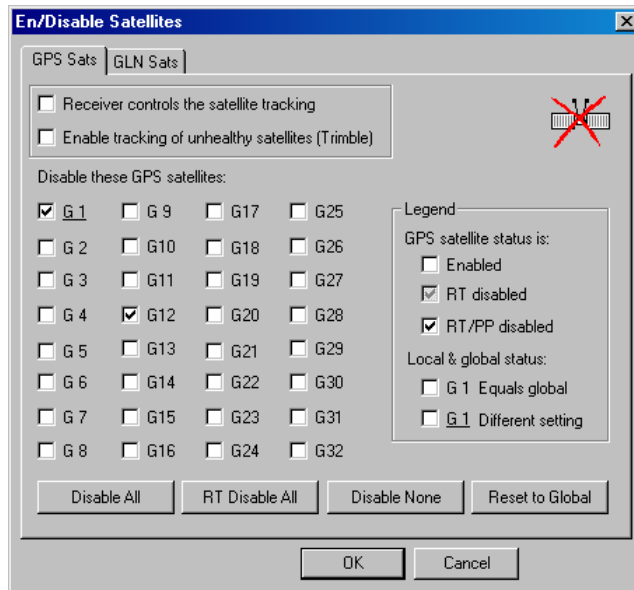 En/Disable Satellites
GPS Sats GLN Sats
Receiver controls the satellite tracking
Enable tracking of unhealthy satellites (Trimble)
Disable these GPS satellites:
G 1 G 9 G17 G25
G 2 G10 G18 G26
G 3 G11 G19 G27
G 4 G12 G20 G28
G 5 G13 G21 G29
G 6 G14 G22 G30
G 7 G15 G23 G31
G 8 G16 G24 G32
Legend
GPS satellite status is:
Enabled
RT disabled
RT/PP disabled
Local & global status:
G 1 Equals global
G 1 Different setting
Disable All RT Disable All Disable None Reset to Global
OK Cancel